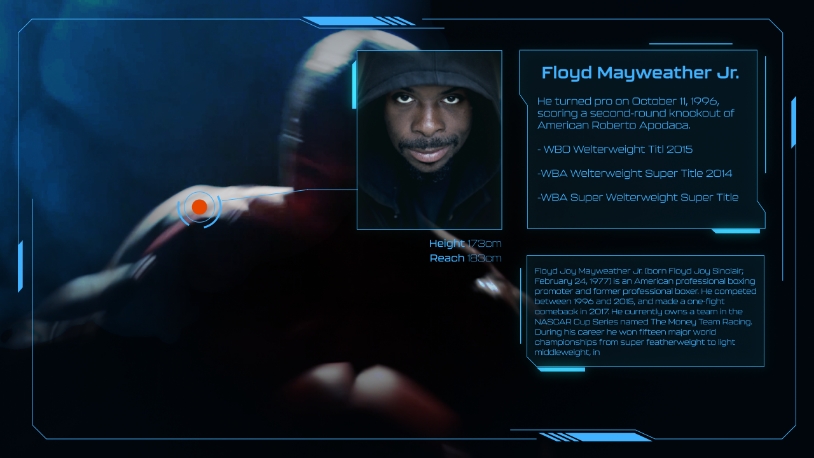 Floyd Mayweather Jr.
He turned pro on October 11, 1996,
scoring a second-round knockout of
American Roberto Apodaca.
- WBO Welterweight Titl 2015
-WBA Welterweight Super Title 2014
-WBA Super Welterweight Super Title
Height 173cm
Reach 183cm
Floyd Joy Mayweather Jr. (born Floyd Joy Sinclair;
February 24, 1977) is an American professional boxing
promoter and former professional boxer. He competed
between 1996 and 2015, and made a one-fight
comeback in 2017. He currently owns a team in the
NASCAR Cup Series named The Money Team Racing.
During his career he won fifteen major world
championships from super featherweight to light
middleweight, in